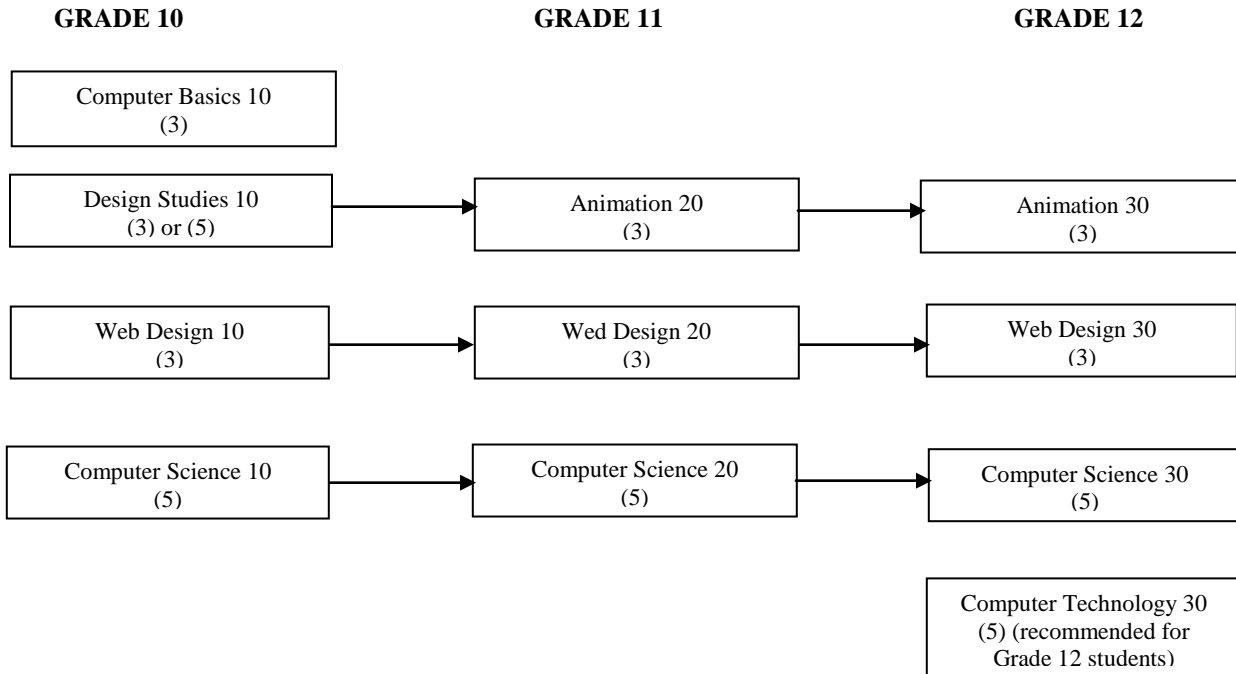 GRADE 10 GRADE 11 GRADE 12
Computer Basics 10
(3)
Design Studies 10
(3) or (5)
Animation 20
(3)
Animation 30
(3)
Web Design 10
(3)
Wed Design 20
(3)
Web Design 30
(3)
Computer Science 10
(5)
Computer Science 20
(5)
Computer Science 30
(5)
Computer Technology 30
(5) (recommended for
Grade 12 students)